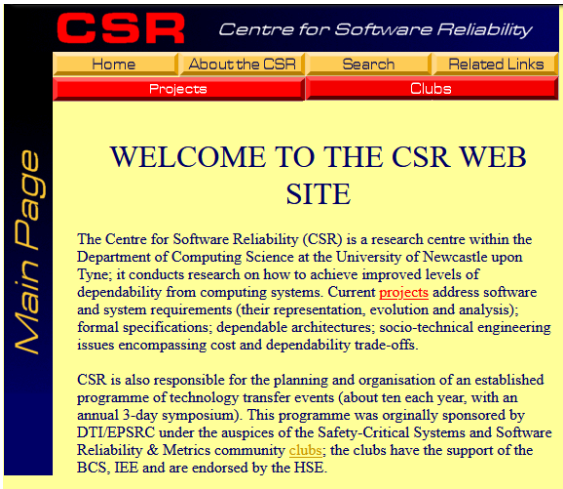 CSR Centre for Software Reliability
Home About the CSR Search Related Links
Projects Clubs
Main Page
WELCOME TO THE CSR WEB
SITE
The Centre for Software Reliability (CSR) is a research centre within the
Department of Computing Science at the University of Newcastle upon
Tyne; it conducts research on how to achieve improved levels of
dependability from computing systems. Current projects address software
and system requirements (their representation, evolution and analysis);
formal specifications; dependable architectures; socio-technical engineering
issues encompassing cost and dependability trade-offs.
CSR is also responsible for the planning and organisation of an established
programme of technology transfer events (about ten each year, with an
annual 3-day symposium). This programme was orginally sponsored by
DTI/EPSRC under the auspices of the Safety-Critical Systems and Software
Reliability & Metrics community clubs; the clubs have the support of the
BCS, IEE and are endorsed by the HSE.